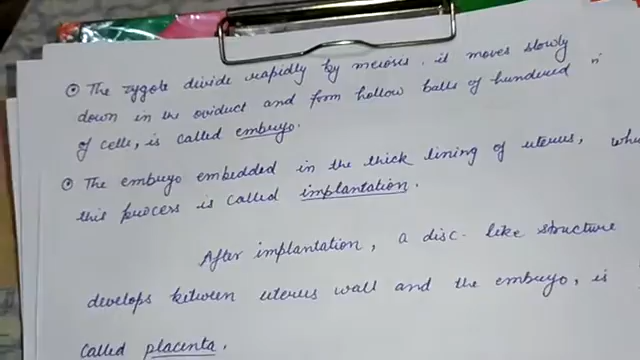 The zygote divide rapidly by meiosis. it moves slowly
down in the oviduct and form hollow balls of hundred
of cells, is called embryo.
The embryo embedded in the thick lining of uterus,
this process is called implantation.
After implantation, a disc-like structure
develops between uterus wall and the embryo, is
called placenta.